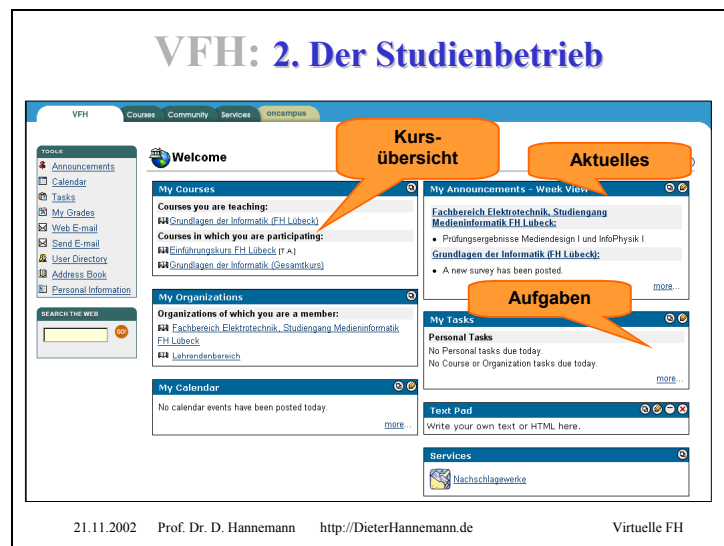 VFH: 2. Der Studienbetrieb
VFH Courses Community Services oncampus
TOOLS
Announcements
Calendar
Tasks
My Grades
Web E-mail
Send E-mail
User Directory
Address Book
Personal Information
SEARCH THE WEB
GO!
Welcome
Kurs-
übersicht
Aktuelles
My Courses
Courses you are teaching:
Grundlagen der Informatik (FH Lübeck)
Courses in which you are participating:
Einführungskurs FH Lübeck [T.A.]
Grundlagen der Informatik (Gesamtkurs)
My Organizations
Organizations of which you are a member:
Fachbereich Elektrotechnik, Studiengang Medieninformatik
FH Lübeck
Lehrendenbereich
My Calendar
No calendar events have been posted today.
more...
My Announcements - Week View
Fachbereich Elektrotechnik, Studiengang
Medieninformatik FH Lübeck:
• Prüfungsergebnisse Mediendesign I und InfoPhysik I
Grundlagen der Informatik (FH Lübeck):
• A new survey has been posted.
more...
Aufgaben
My Tasks
Personal Tasks
No Personal tasks due today.
No Course or Organization tasks due today.
more...
Text Pad
Write your own text or HTML here.
Services
Nachschlagewerke
21.11.2002 Prof. Dr. D. Hannemann http://DieterHannemann.de Virtuelle FH